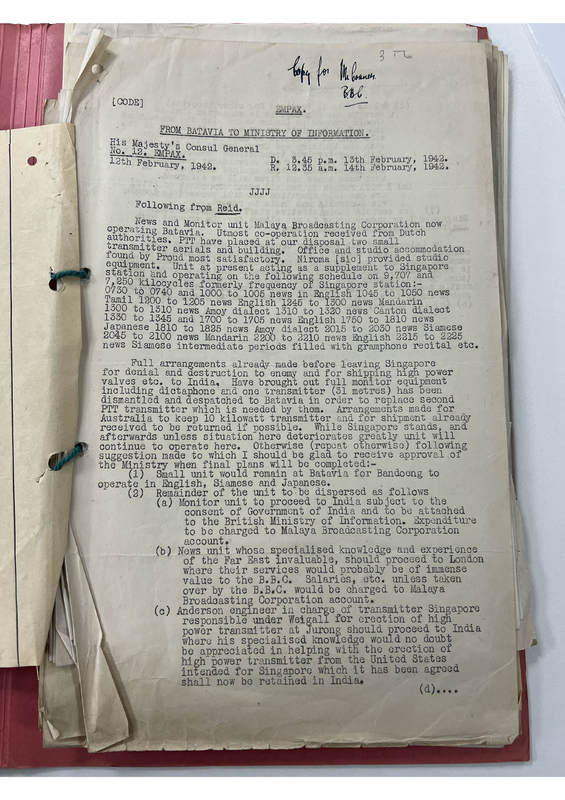 3
Copy for Mr.
B.B.C.
[CODE]
EMPAX.
FROM BATAVIA TO MINISTRY OF INFORMATION.
His Majesty's Consul General
No. 12. EMPAX.
12th February, 1942.
D. 3.45 p.m. 13th February, 1942.
R. 12.35 a.m. 14th February, 1942.
JJJJ
Following from Reid.
News and Monitor unit Malaya Broadcasting Corporation now
operating Batavia. Utmost co-operation received from Dutch
authorities. PTT have placed at our disposal two small
transmitter aerials and building. Office and studio accommodation
found by Proud most satisfactory. Niroma [sic] provided studio
equipment. Unit at present acting as a supplement to Singapore
station and operating on the following schedule on 9,707 and
7,250 kilocycles formerly frequency of Singapore station:-
0730 to 0740 and 1000 to 1005 news in English 1045 to 1050 news
Tamil 1200 to 1205 news English 1245 to 1300 news Mandarin
1300 to 1310 news Amoy dialect 1310 to 1320 news Canton dialect
1330 to 1345 and 1700 to 1705 news English 1750 to 1810 news
Japanese 1810 to 1825 news Amoy dialect 2015 to 2030 news Siamese
2045 to 2100 news Mandarin 2200 to 2210 news English 2215 to 2225
news Siamese intermediate periods filled with gramphone recital etc.
Full arrangements already made before leaving Singapore
for denial and destruction to enemy and for shipping high power
valves etc. to India. Have brought out full monitor equipment
including dictaphone and one transmitter (31 metres) has been
dismantled and despatched to Batavia in order to replace second
PTT transmitter which is needed by them. Arrangements made for
Australia to keep 10 kilowatt transmitter and for shipment already
received to be returned if possible. While Singapore stands, and
afterwards unless situation here deteriorates greatly unit will
continue to operate here. Otherwise (repeat otherwise) following
suggestion made to which I should be glad to receive approval of
the Ministry when final plans will be completed:-
(1) Small unit would remain at Batavia for Bandoeng to
operate in English, Siamese and Japanese.
(2) Remainder of the unit to be dispersed as follows
(a) Monitor unit to proceed to India subject to the
consent of Government of India and to be attached
to the British Ministry of Information. Expenditure
to be charged to Malaya Broadcasting Corporation
account.
(b) News unit whose specialised knowledge and experience
of the Far East invaluable, should proceed to London
where their services would probably be of immense
value to the B.B.C. Salaries, etc. unless taken
over by the B.B.C. would be charged to Malaya
Broadcasting Corporation account.
(c) Anderson engineer in charge of transmitter Singapore
responsible under Weigall for erection of high
power transmitter at Jurong should proceed to India
where his specialised knowledge would no doubt
be appreciated in helping with the erection of
high power transmitter from the United States
intended for Singapore which it has been agreed
shall now be retained in India.
(d)....